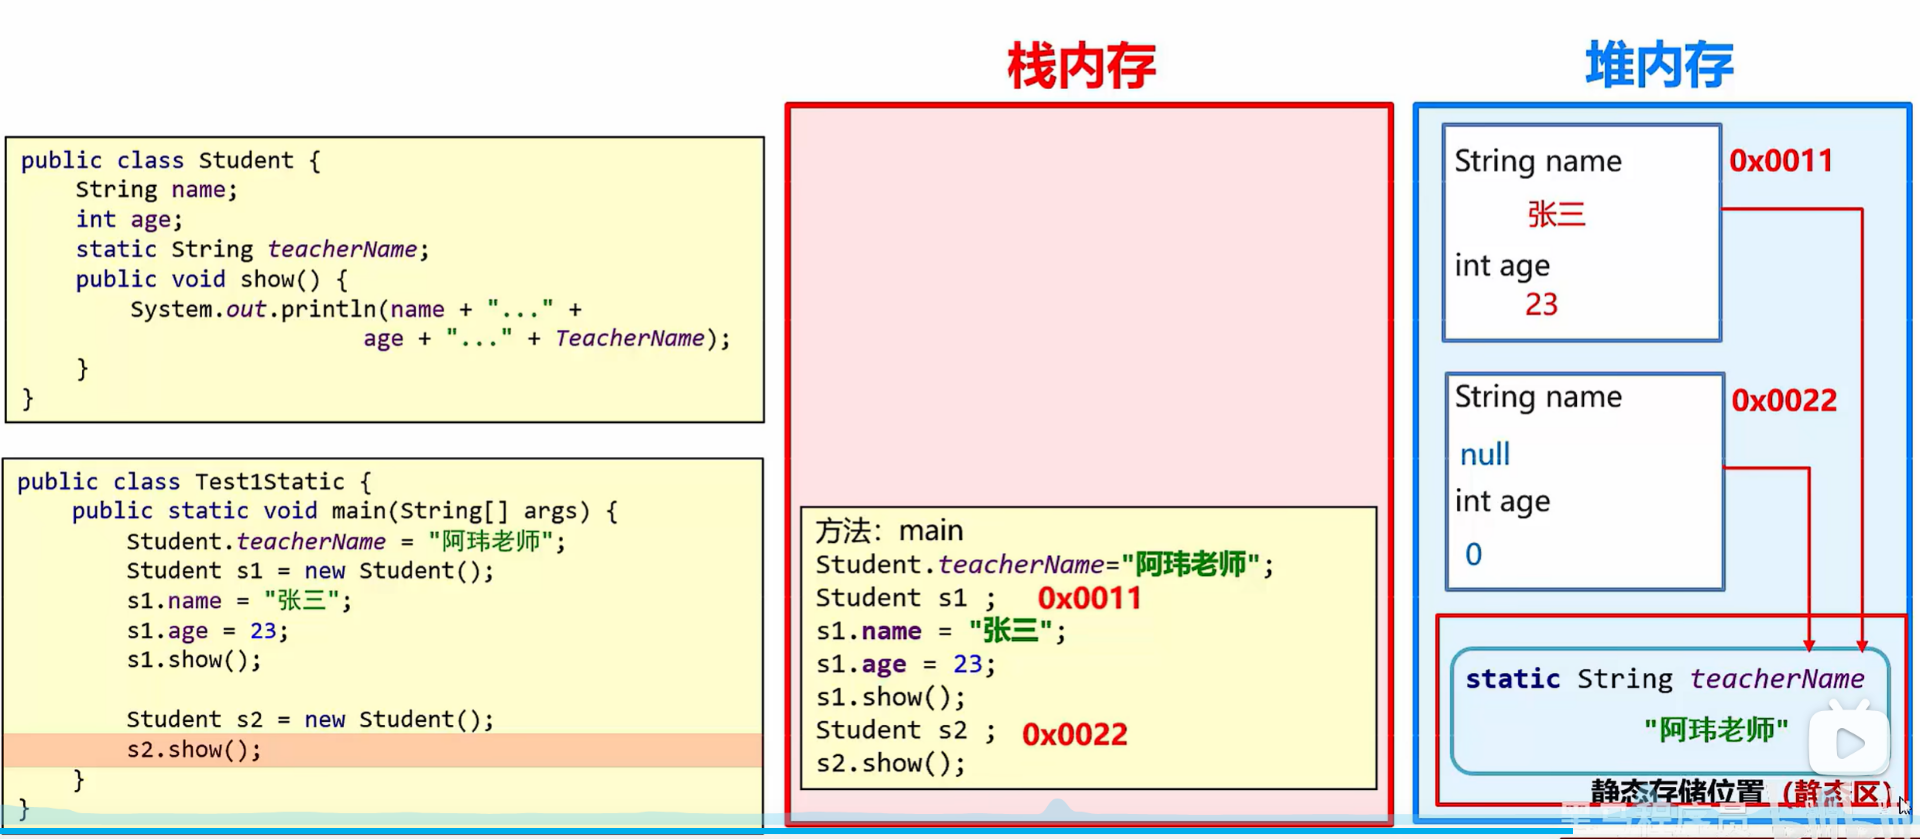 栈内存
堆内存
public class Student {
String name;
int age;
static String teacherName;
public void show() {
System.out.println(name + "..." +
age + "..." + TeacherName);
}
}
public class Test1Static {
public static void main(String[] args) {
Student.teacherName = "阿玮老师";
Student s1 = new Student();
s1.name = "张三";
s1.age = 23;
s1.show();
Student s2 = new Student();
s2.show();
}
}
方法：main
Student.teacherName="阿玮老师";
Student s1 ; 0x0011
s1.name = "张三";
s1.age = 23;
s1.show();
Student s2 ; 0x0022
s2.show();
String name
0x0011
张三
int age
23
String name
0x0022
null
int age
0
static String teacherName
"阿玮老师"
静态存储位置（静态区）